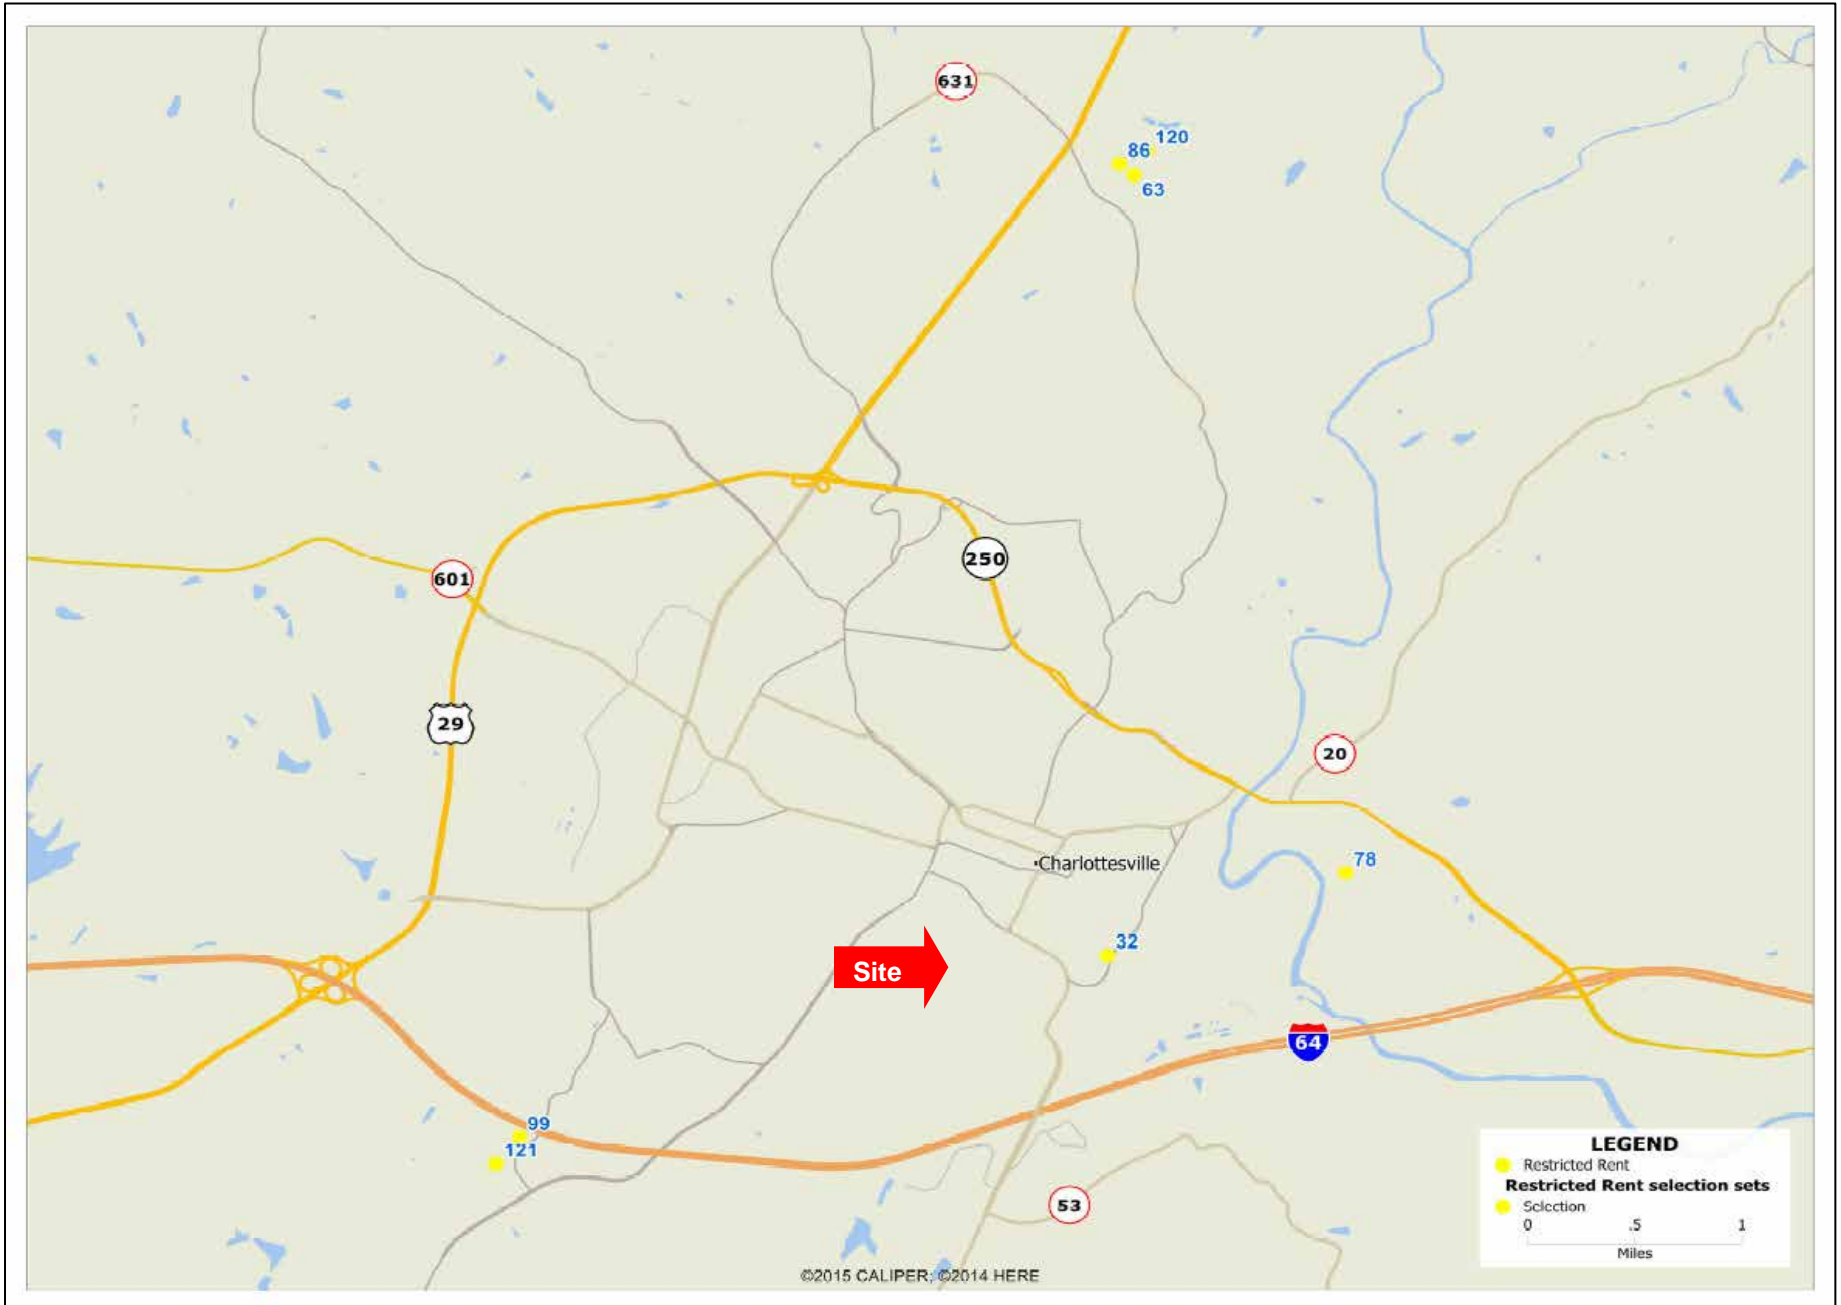 631
120
86
63
250
601
29
20
78
Charlottesville
32
Site
64
99
121
53
LEGEND
Restricted Rent
Restricted Rent selection sets
Selection
0 .5 1
Miles
©2015 CALIPER; ©2014 HERE